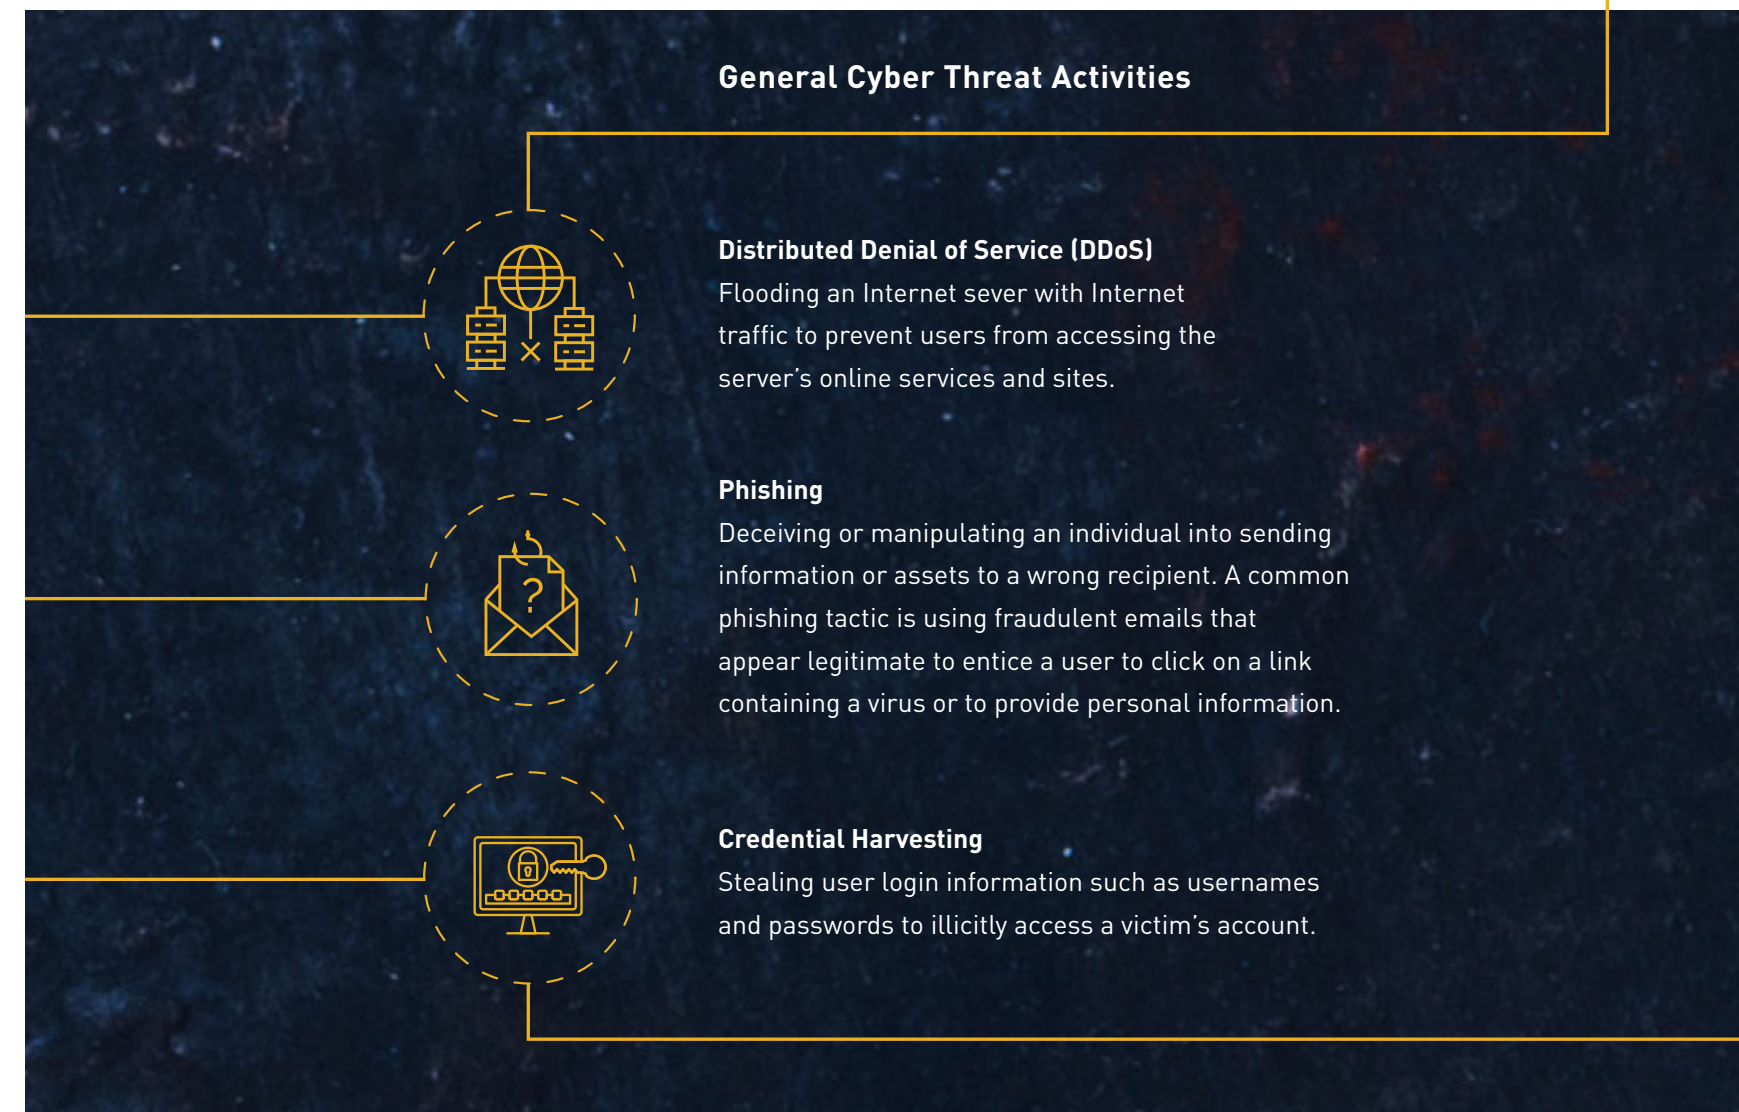 General Cyber Threat Activities
Distributed Denial of Service (DDoS)
Flooding an Internet sever with Internet
traffic to prevent users from accessing the
server’s online services and sites.
Phishing
Deceiving or manipulating an individual into sending
information or assets to a wrong recipient. A common
phishing tactic is using fraudulent emails that
appear legitimate to entice a user to click on a link
containing a virus or to provide personal information.
Credential Harvesting
Stealing user login information such as usernames
and passwords to illicitly access a victim’s account.